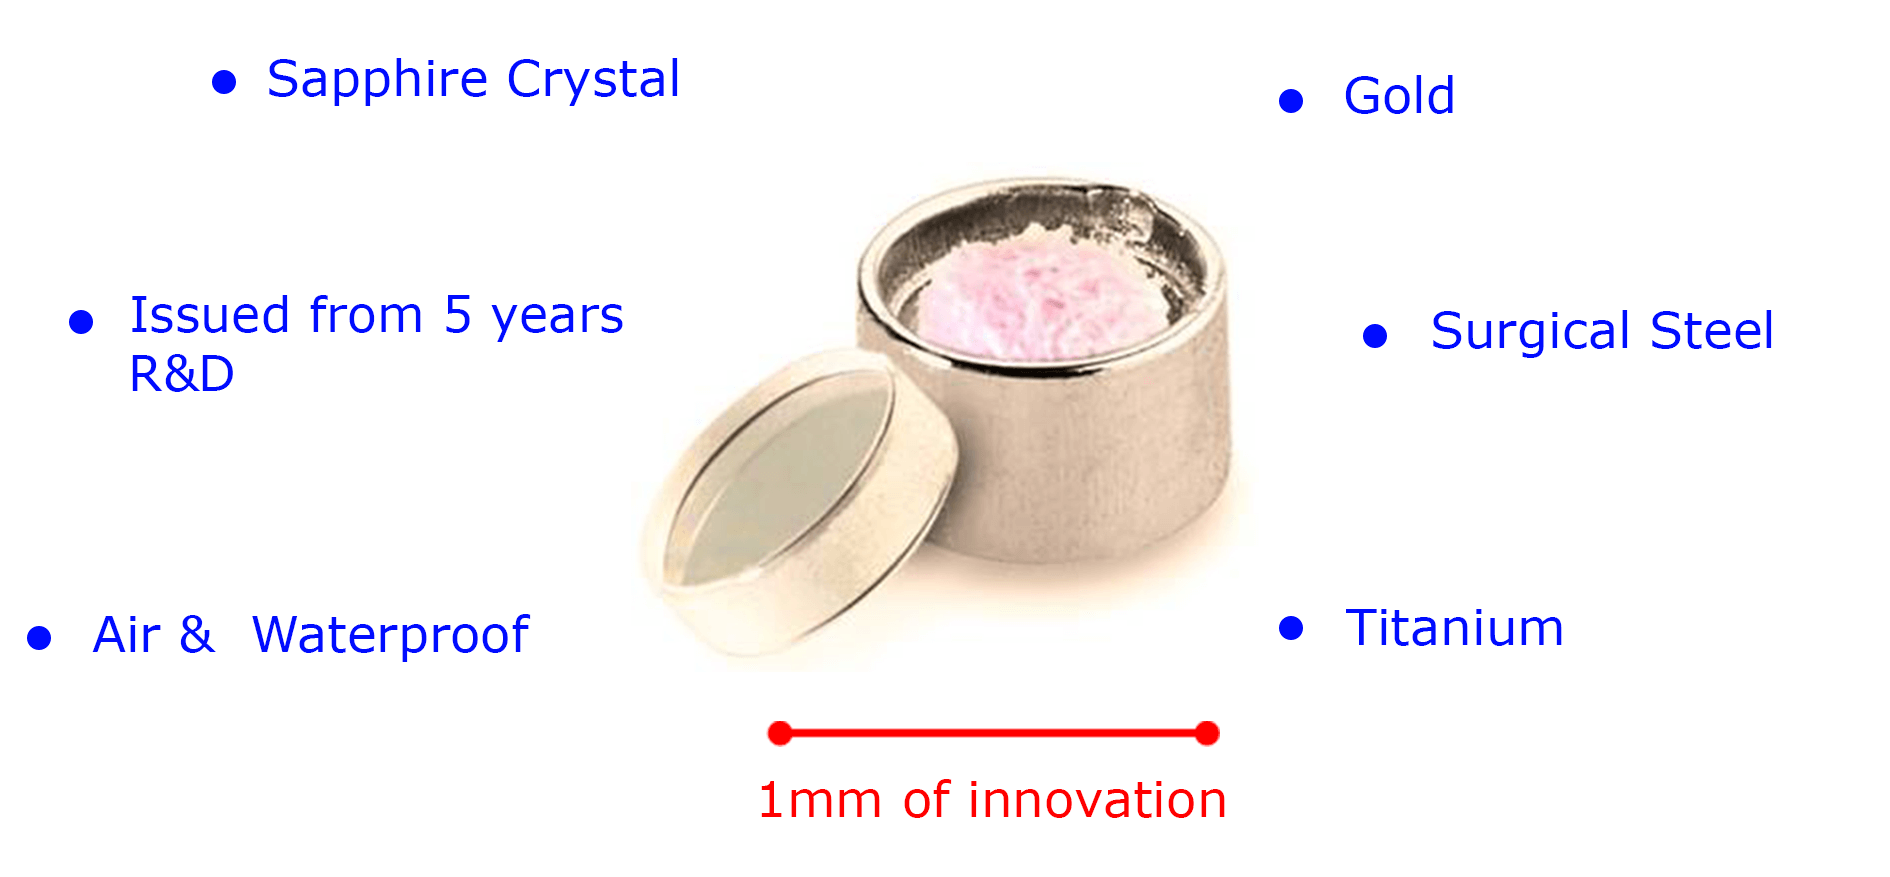 Sapphire Crystal
Gold
Issued from 5 years
R&D
Surgical Steel
Air &  Waterproof
Titanium
1mm of innovation